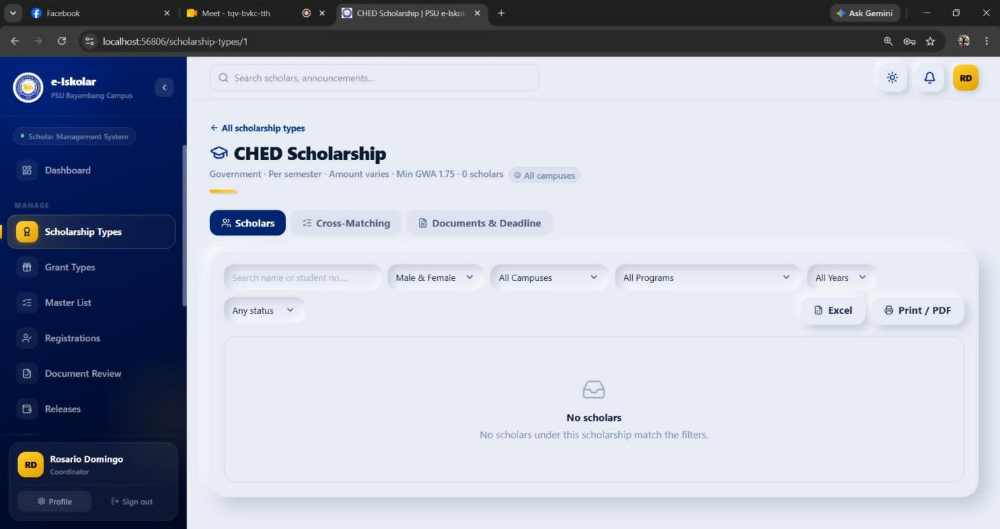 Facebook
Meet - tqv-bvkc-tth
CHED Scholarship | PSU e-Iskol
Ask Gemini
localhost:56806/scholarship-types/1
e-Iskolar
PSU Bayambang Campus
Scholar Management System
Dashboard
MANAGE
Scholarship Types
Grant Types
Master List
Registrations
Document Review
Releases
RD
Rosario Domingo
Coordinator
Profile
Sign out
Search scholars, announcements...
RD
← All scholarship types
CHED Scholarship
Government · Per semester · Amount varies · Min GWA 1.75 · 0 scholars All campuses
Scholars
Cross-Matching
Documents & Deadline
Search name or student no....
Male & Female
All Campuses
All Programs
All Years
Any status
Excel
Print / PDF
No scholars
No scholars under this scholarship match the filters.